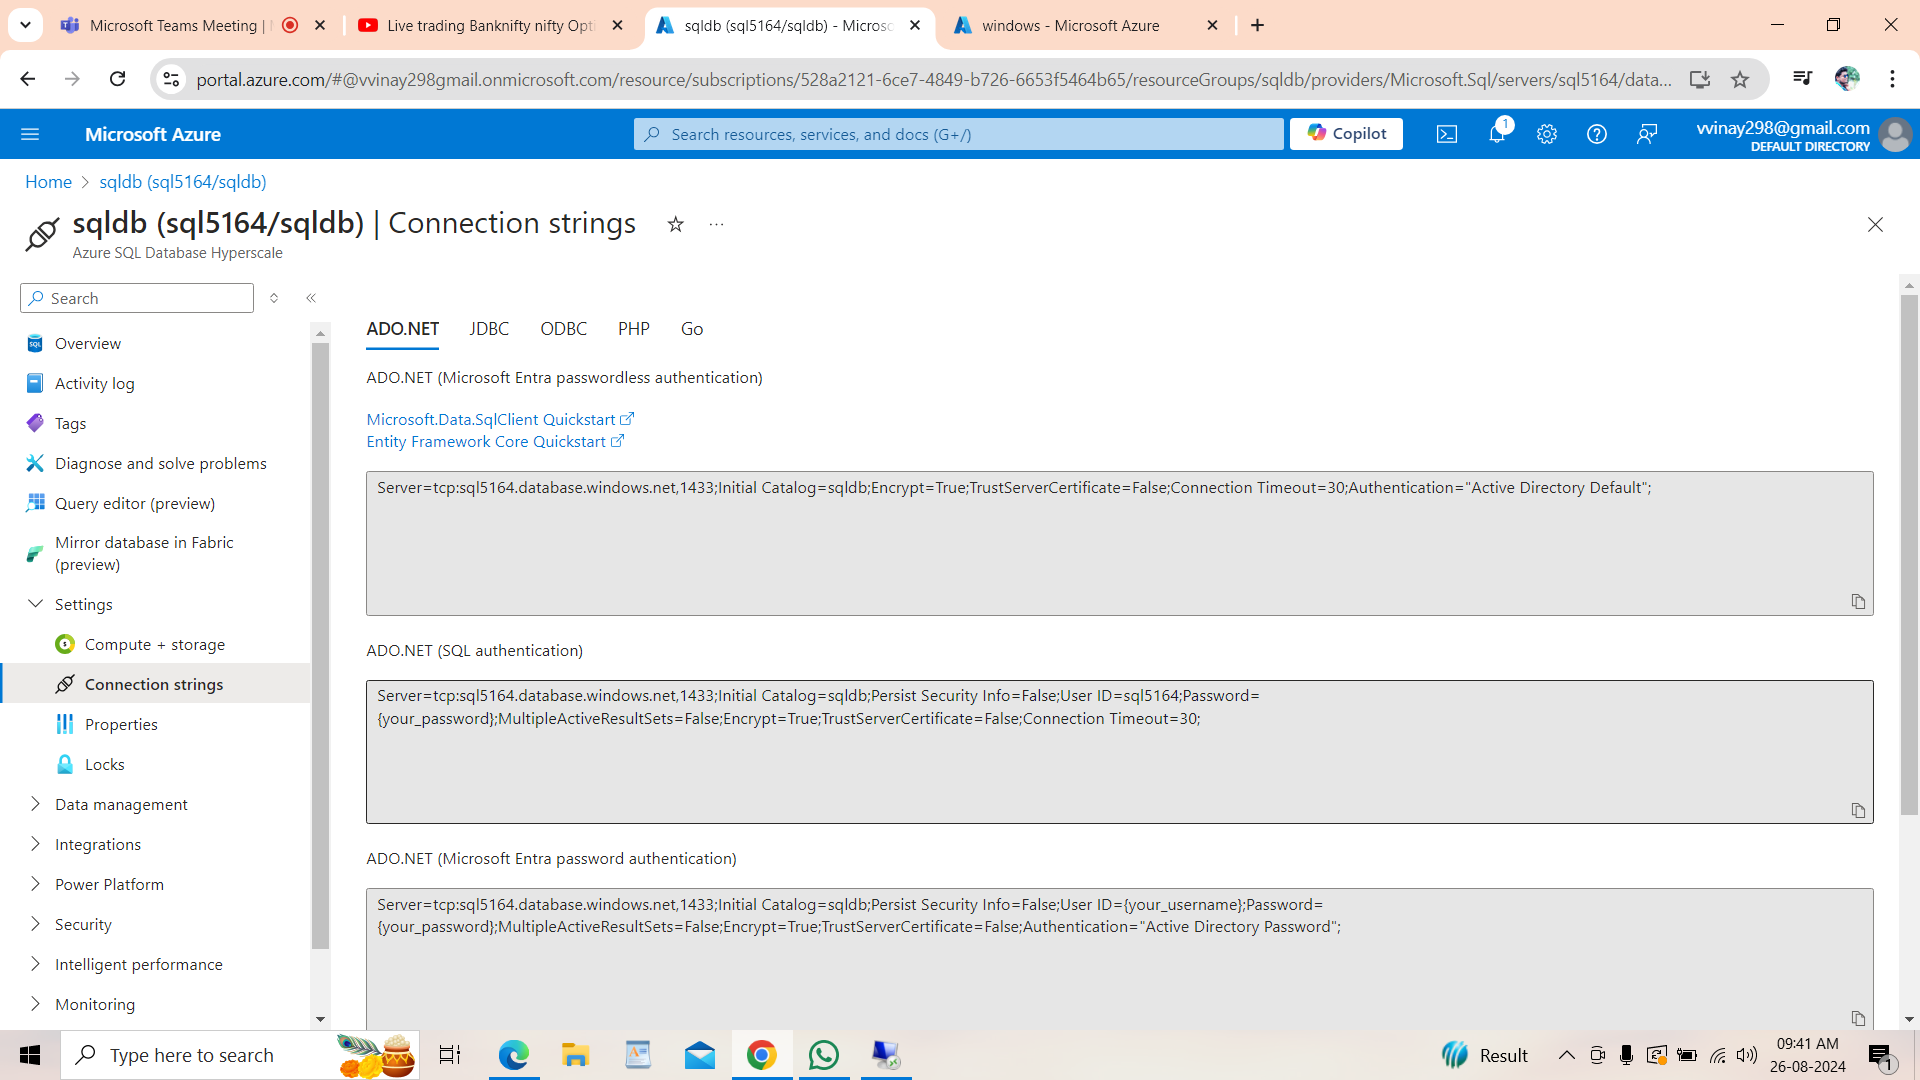 Microsoft Teams Meeting |
Live trading Banknifty nifty Opti
sqldb (sql5164/sqldb) - Microso
windows - Microsoft Azure
portal.azure.com/#@vvinay298gmail.onmicrosoft.com/resource/subscriptions/528a2121-6ce7-4849-b726-6653f5464b65/resourceGroups/sqldb/providers/Microsoft.Sql/servers/sql5164/data...
Microsoft Azure
Search resources, services, and docs (G+/)
Copilot
1
vvinay298@gmail.com
DEFAULT DIRECTORY
Home > sqldb (sql5164/sqldb)
sqldb (sql5164/sqldb) | Connection strings
Azure SQL Database Hyperscale
Search
Overview
Activity log
Tags
Diagnose and solve problems
Query editor (preview)
Mirror database in Fabric
(preview)
Settings
Compute + storage
Connection strings
Properties
Locks
Data management
Integrations
Power Platform
Security
Intelligent performance
Monitoring
ADO.NET JDBC ODBC PHP Go
ADO.NET (Microsoft Entra passwordless authentication)
Microsoft.Data.SqlClient Quickstart
Entity Framework Core Quickstart
Server=tcp:sql5164.database.windows.net,1433;Initial Catalog=sqldb;Encrypt=True;TrustServerCertificate=False;Connection Timeout=30;Authentication="Active Directory Default";
ADO.NET (SQL authentication)
Server=tcp:sql5164.database.windows.net,1433;Initial Catalog=sqldb;Persist Security Info=False;User ID=sql5164;Password=
{your_password};MultipleActiveResultSets=False;Encrypt=True;TrustServerCertificate=False;Connection Timeout=30;
ADO.NET (Microsoft Entra password authentication)
Server=tcp:sql5164.database.windows.net,1433;Initial Catalog=sqldb;Persist Security Info=False;User ID={your_username};Password=
{your_password};MultipleActiveResultSets=False;Encrypt=True;TrustServerCertificate=False;Authentication="Active Directory Password";
Type here to search
Result
09:41 AM
26-08-2024
1